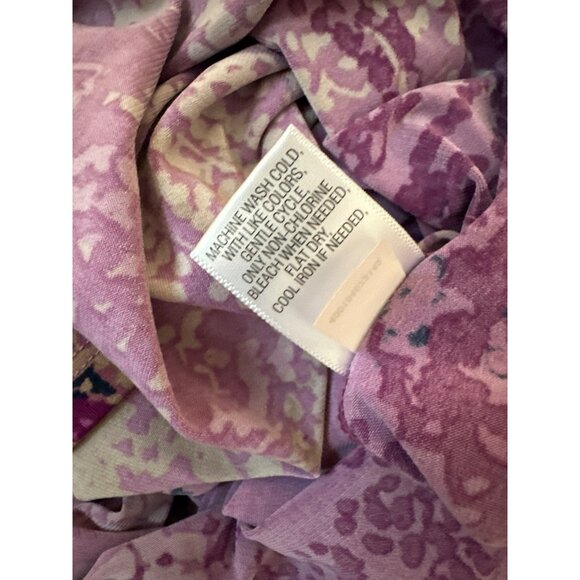 MACHINE WASH COLD,
WITH LIKE COLORS,
GENTLE CYCLE,
ONLY NON-CHLORINE
BLEACH WHEN NEEDED,
FLAT DRY,
COOL IRON IF NEEDED,